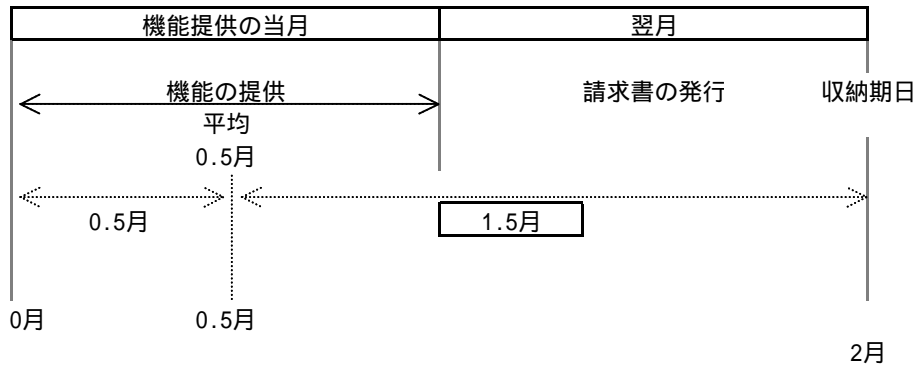 機能提供の当月 翌月
機能の提供 請求書の発行 収納期日
平均
0.5月
0.5月 1.5月
0月 0.5月
2月